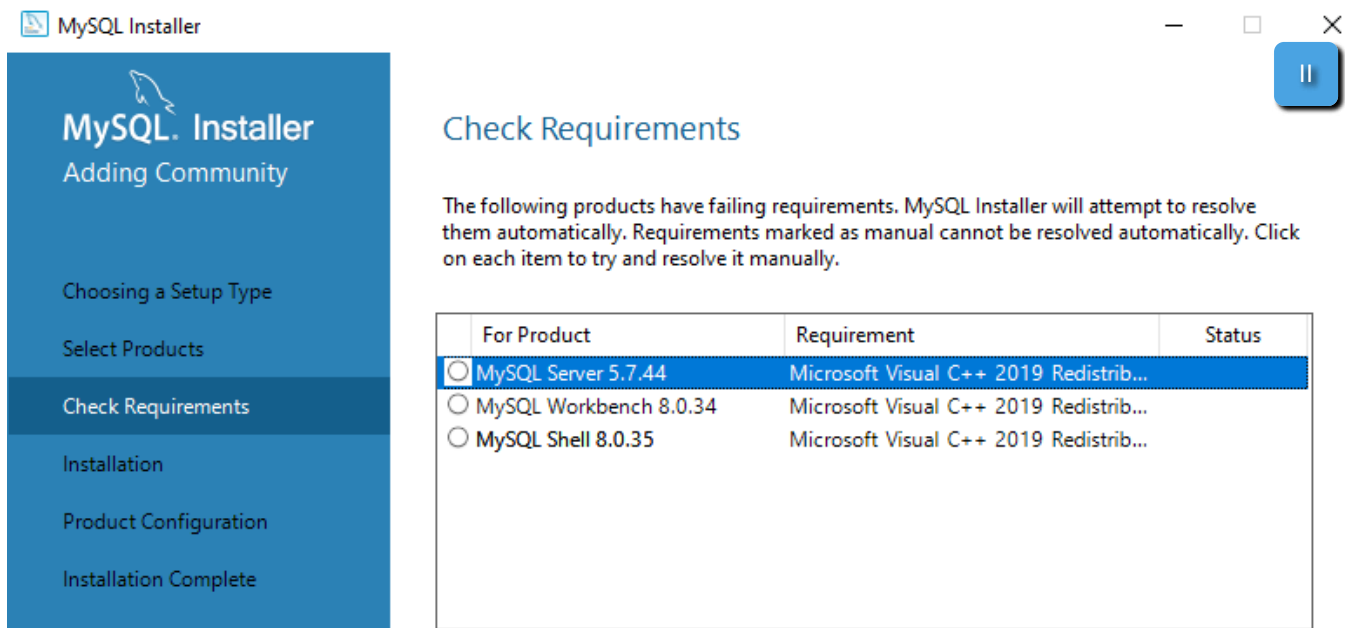 MySQL Installer
MySQL. Installer
Adding Community
Choosing a Setup Type
Select Products
Check Requirements
Installation
Product Configuration
Installation Complete
Check Requirements
The following products have failing requirements. MySQL Installer will attempt to resolve
them automatically. Requirements marked as manual cannot be resolved automatically. Click
on each item to try and resolve it manually.
For Product Requirement Status
MySQL Server 5.7.44 Microsoft Visual C++ 2019 Redistrib...
MySQL Workbench 8.0.34 Microsoft Visual C++ 2019 Redistrib...
MySQL Shell 8.0.35 Microsoft Visual C++ 2019 Redistrib...